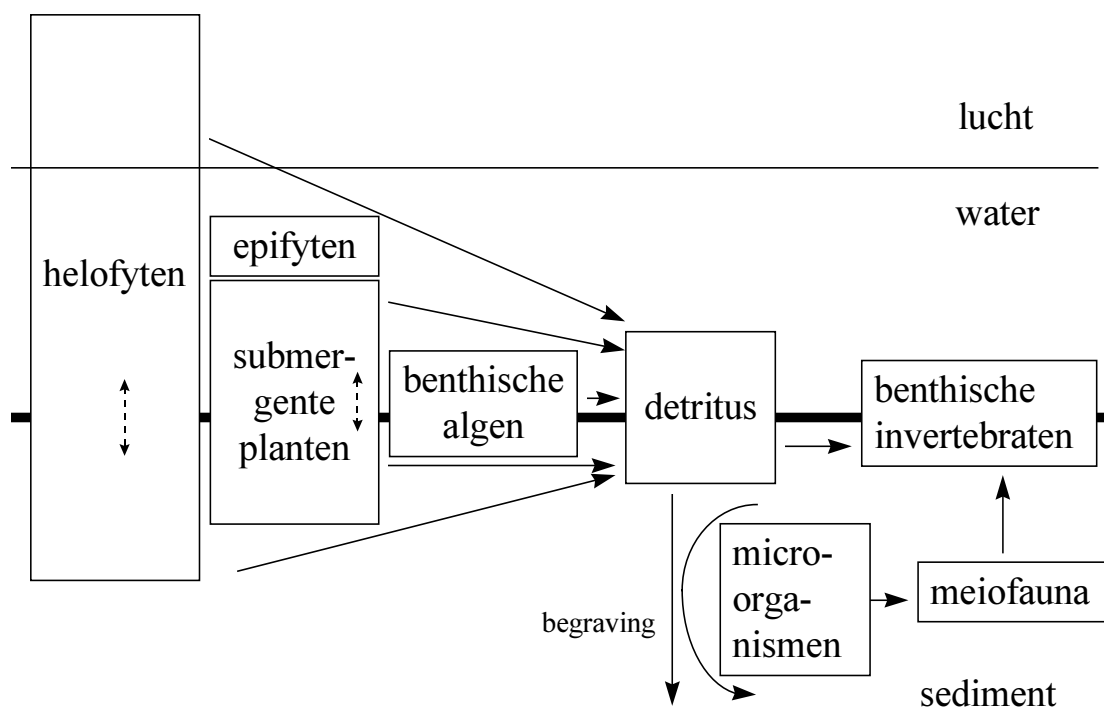 lucht
water
epifyten
helofyten
submer-
gente
planten
benthische
algen
detritus
benthische
invertebraten
micro-
orga-
nismen
meiofauna
begraving
sediment